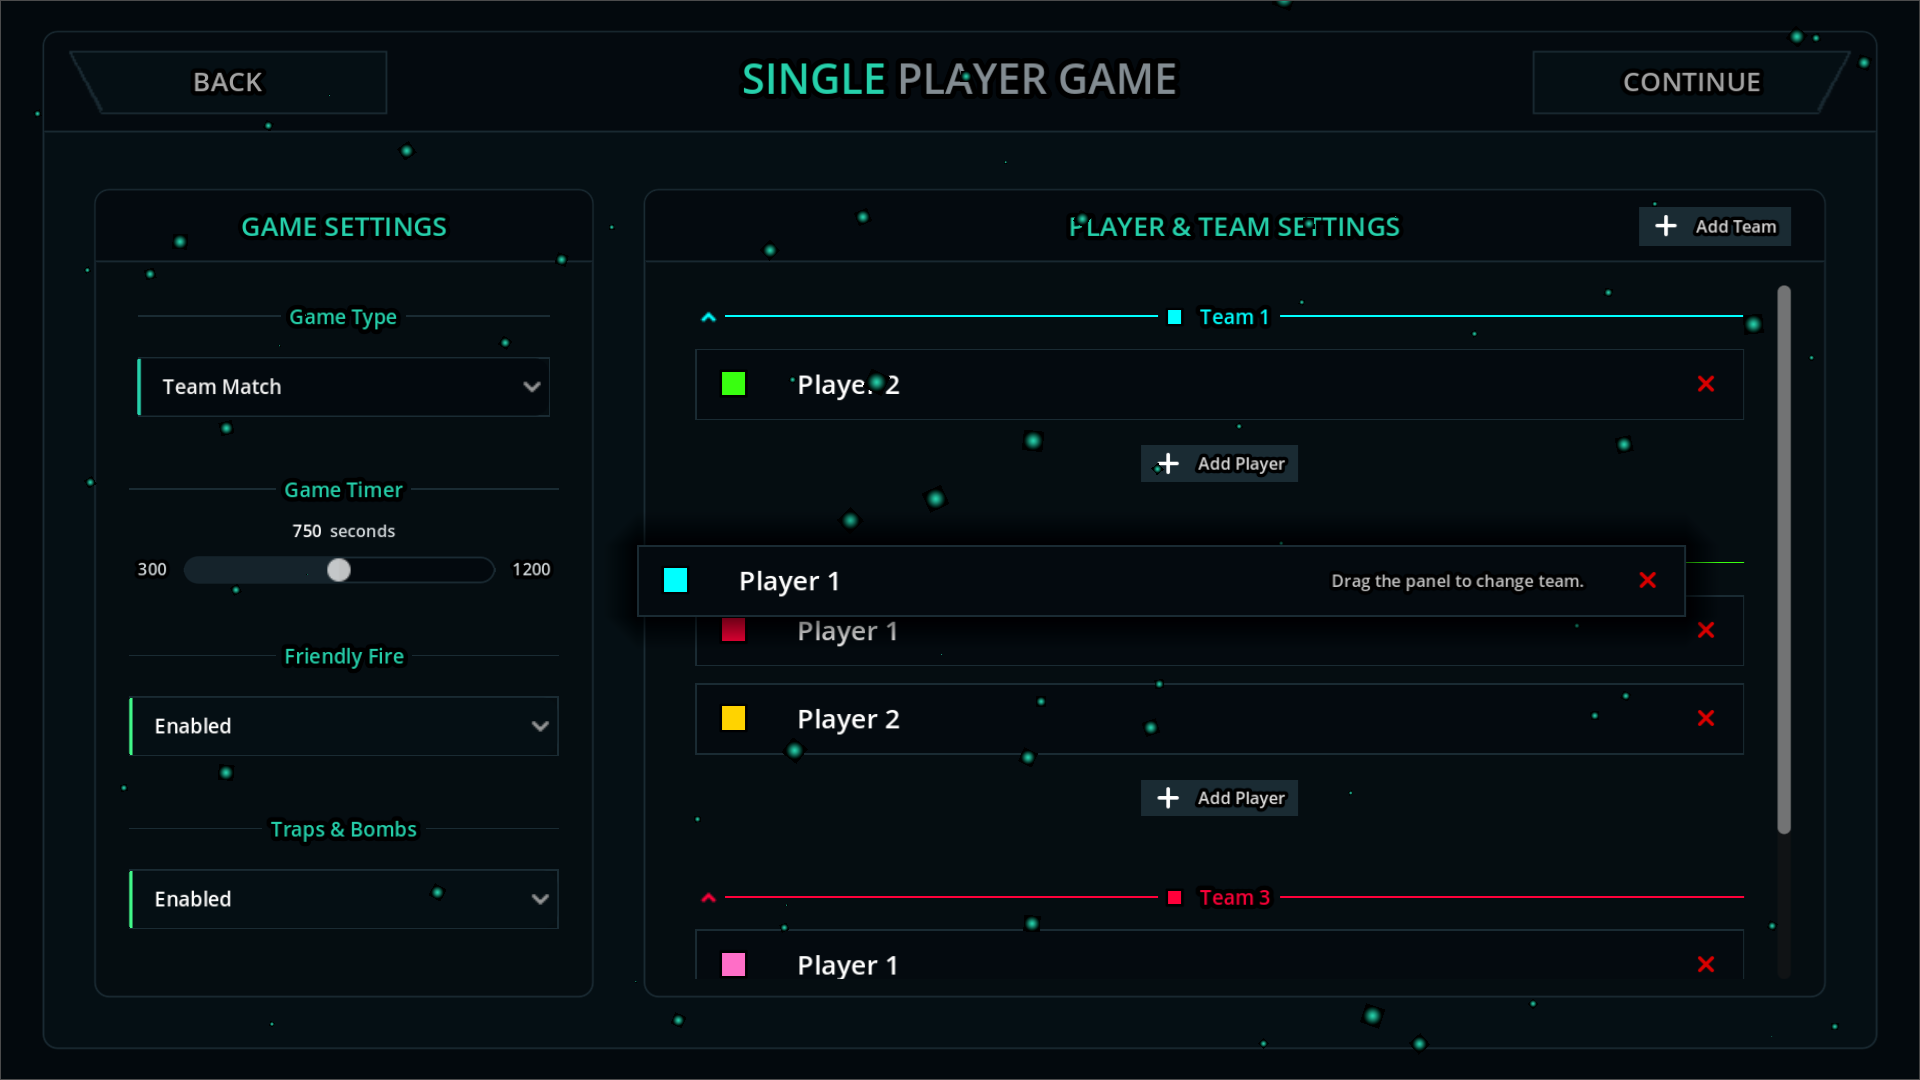 BACK
SINGLE PLAYER GAME
CONTINUE
GAME SETTINGS
Game Type
Team Match
Game Timer
750 seconds
300
1200
Friendly Fire
Enabled
Traps & Bombs
Enabled
PLAYER & TEAM SETTINGS
Add Team
Team 1
Player 2
Add Player
Player 1
Drag the panel to change team.
Player 1
Player 2
Add Player
Team 3
Player 1